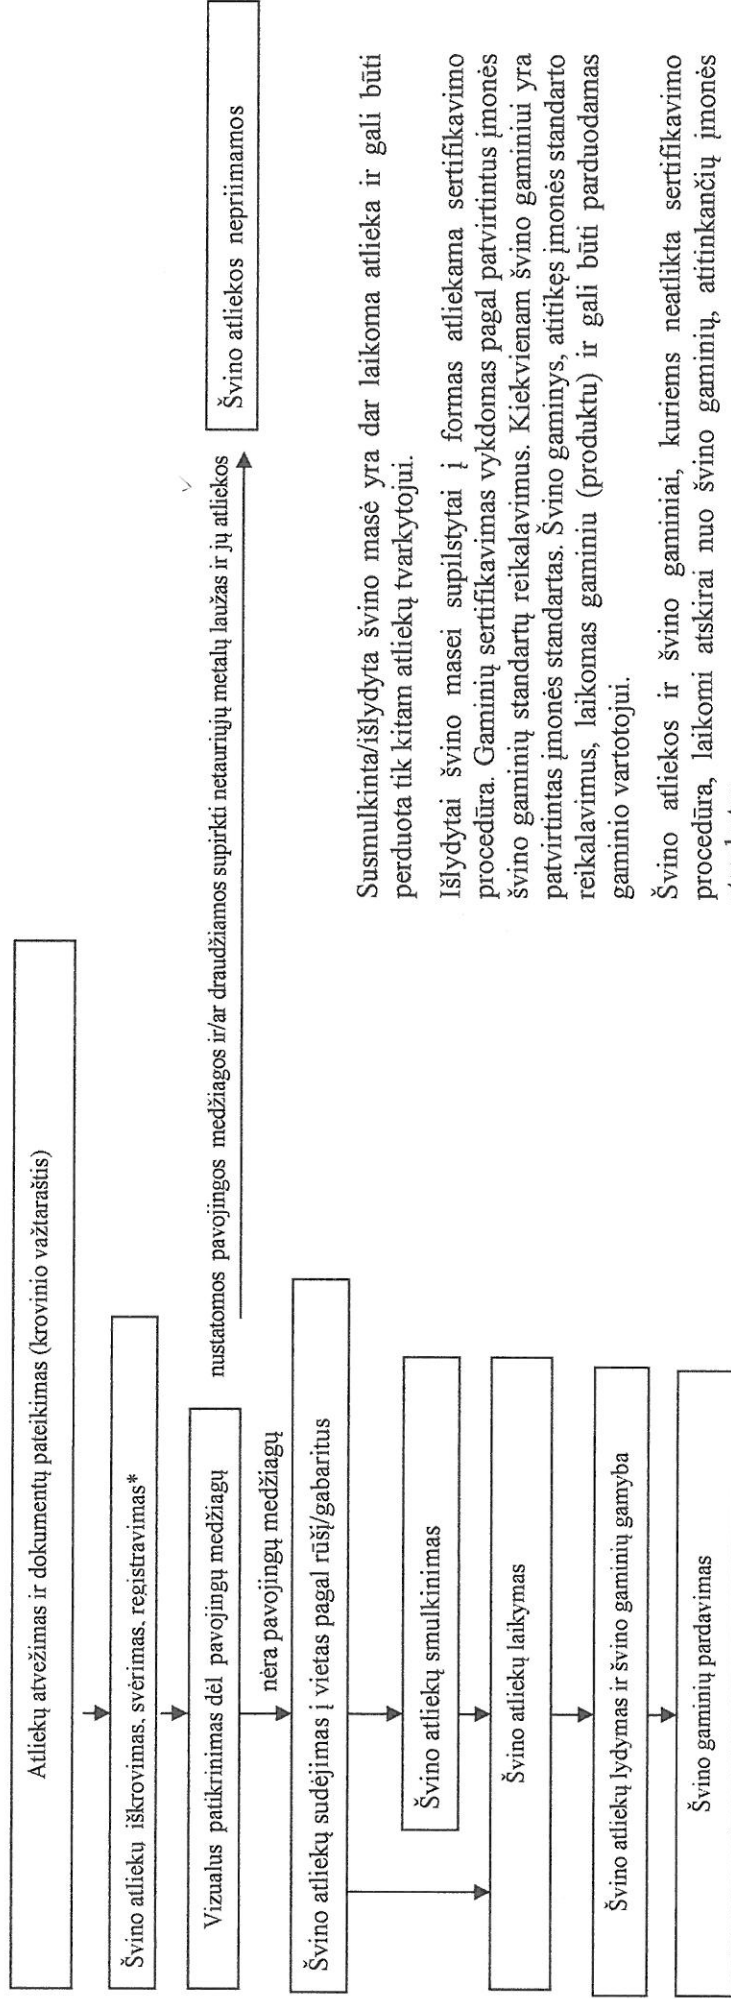 Atliekų atvežimas ir dokumentų pateikimas (krovinio važtaraštis)
Švino atliekų iškrovimas, svėrimas, registravimas*
Vizualus patikrinimas dėl pavojingų medžiagų
nustatomos pavojingos medžiagos ir/ar draudžiamos supirkti netauriųjų metalų laužas ir jų atliekos
Švino atliekos nepriimamos
nėra pavojingų medžiagų
Švino atliekų sudėjimas į vietas pagal rūšį/gabaritus
Švino atliekų smulkinimas
Švino atliekų laikymas
Švino atliekų lydymas ir švino gaminių gamyba
Švino gaminių pardavimas
Susmulkinta/išlydyta švino masė yra dar laikoma atlieka ir gali būti
perduota tik kitam atliekų tvarkytojui.
Išlydytai švino masei supilstytai į formas atliekama sertifikavimo
procedūra. Gaminių sertifikavimas vykdomas pagal patvirtintus įmonės
švino gaminių standartų reikalavimus. Kiekvienam švino gaminiui yra
patvirtintas įmonės standartas. Švino gaminys, atitikęs įmonės standarto
reikalavimus, laikomas gaminiu (produktu) ir gali būti parduodamas
gaminio vartotojui.
Švino atliekos ir švino gaminiai, kuriems neatlikta sertifikavimo
procedūra, laikomi atskirai nuo švino gaminių, atitinkančių įmonės